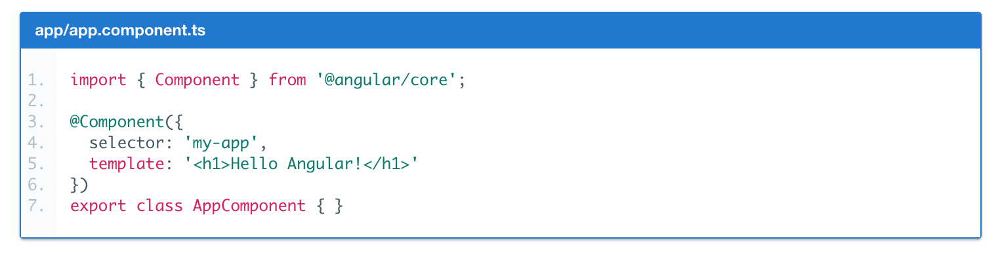 app/app.component.ts
1. import { Component } from '@angular/core';
2.
3. @Component({
4.   selector: 'my-app',
5.   template: '<h1>Hello Angular!</h1>'
6. })
7. export class AppComponent { }